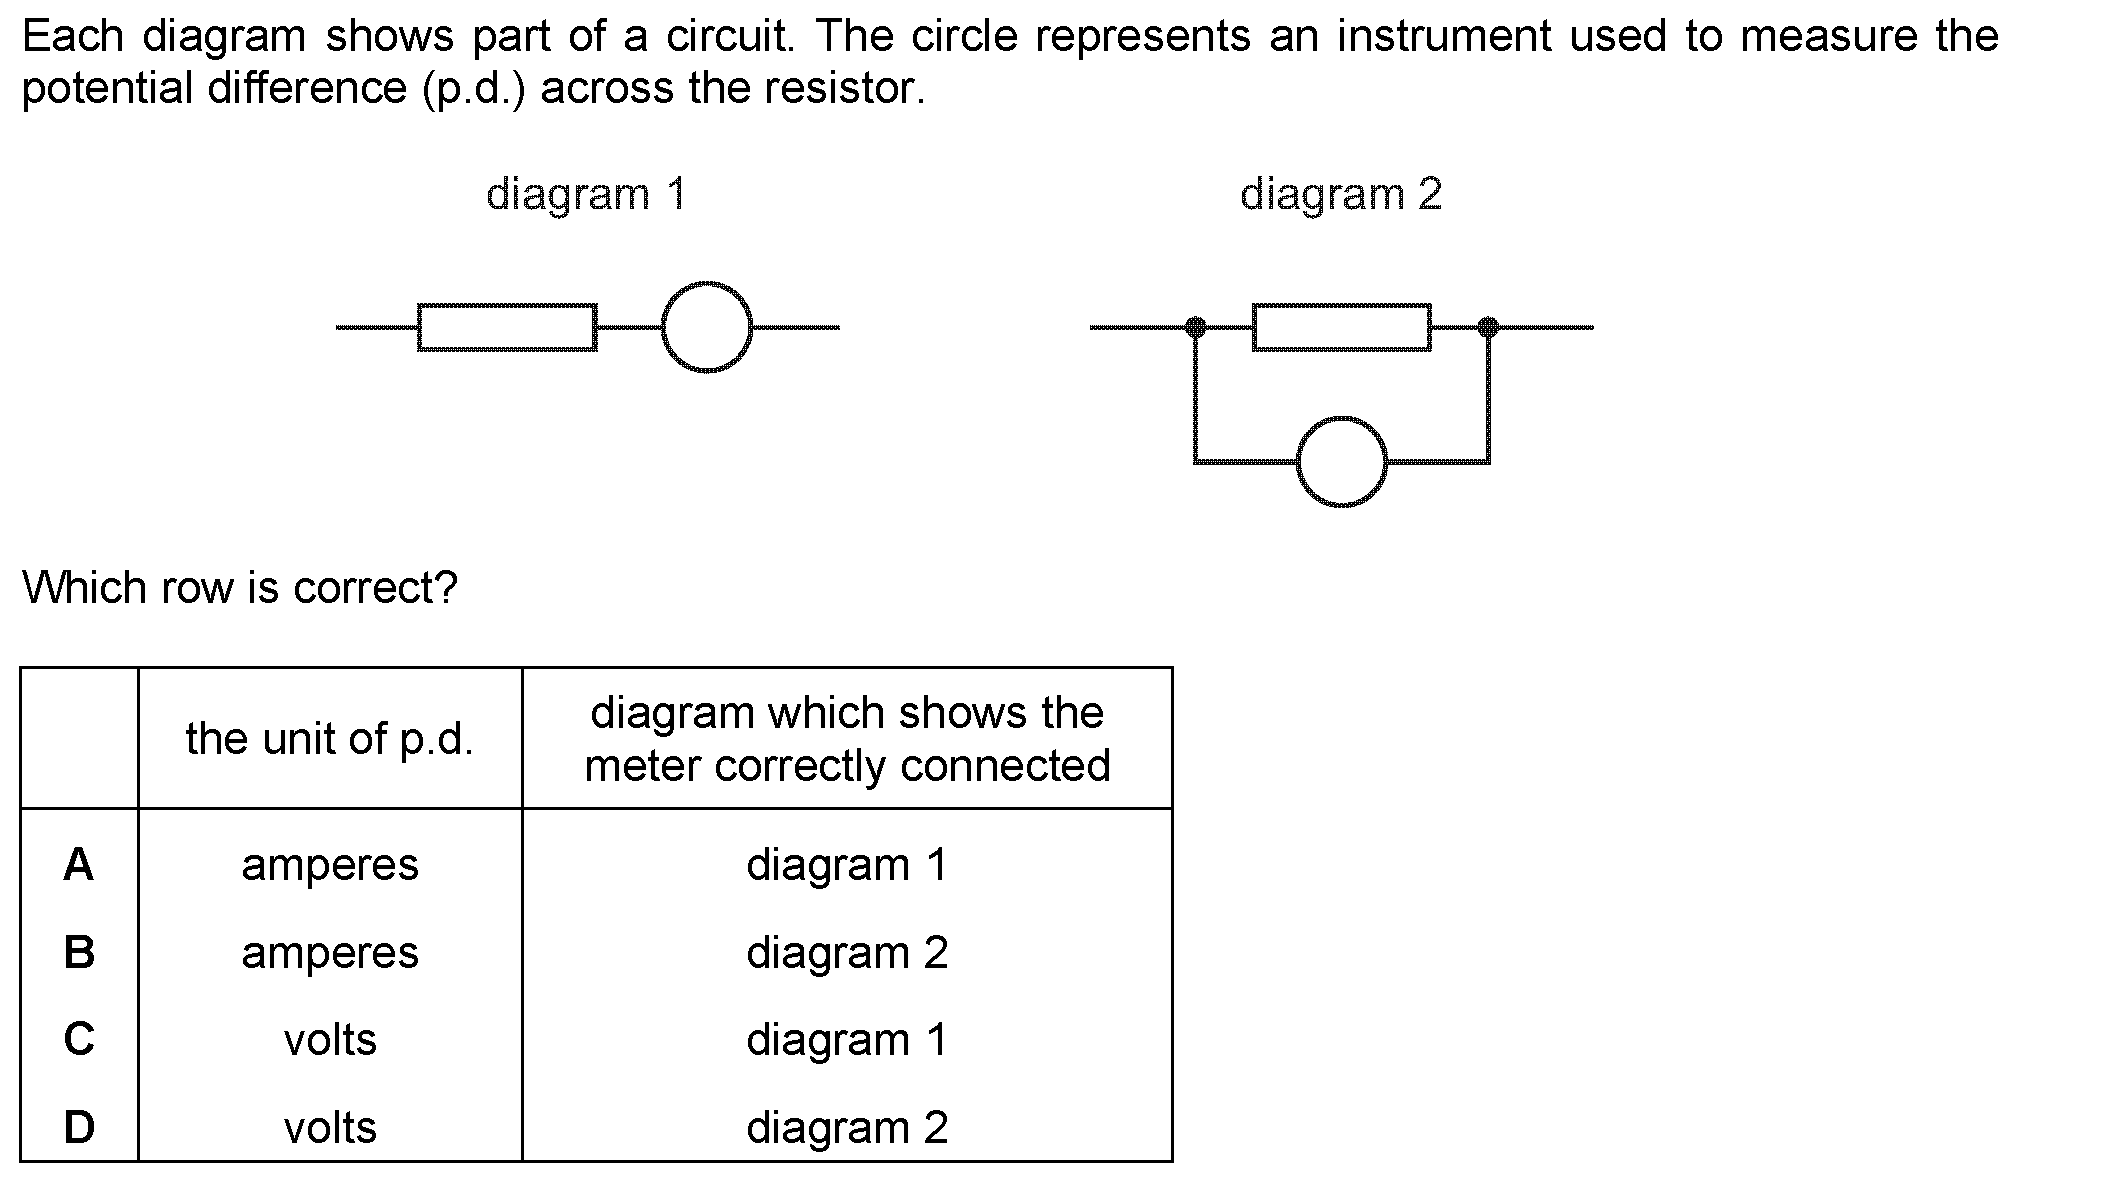 Each diagram shows part of a circuit. The circle represents an instrument used to measure the
potential difference (p.d.) across the resistor.
diagram 1 diagram 2
Which row is correct?
the unit of p.d. diagram which shows the
meter correctly connected
A amperes diagram 1
B amperes diagram 2
C volts diagram 1
D volts diagram 2